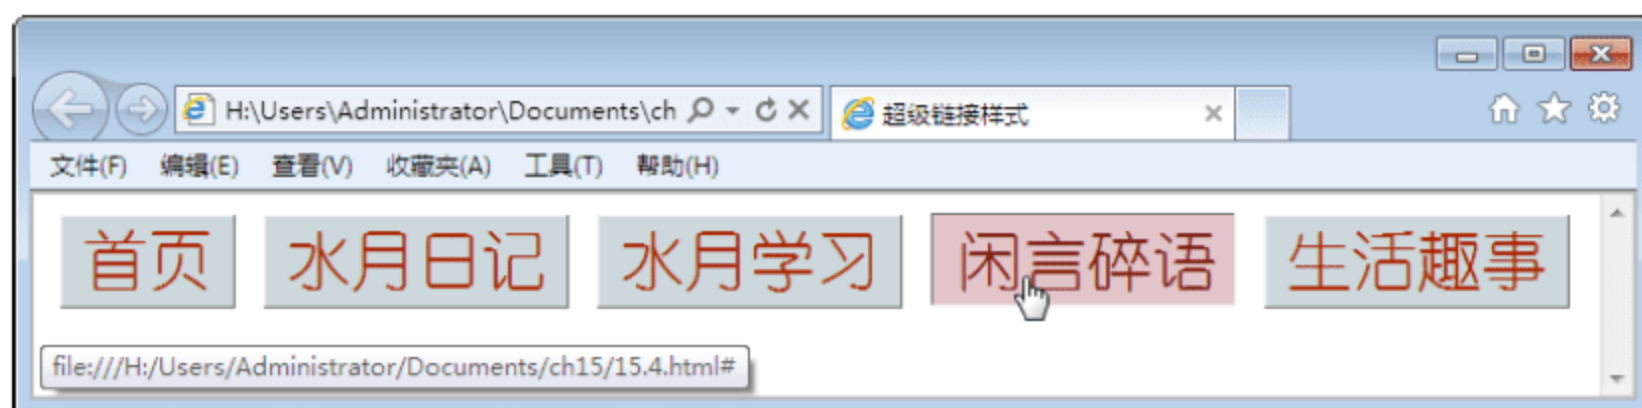 H:\Users\Administrator\Documents\ch
超级链接样式
文件(F) 编辑(E) 查看(V) 收藏夹(A) 工具(T) 帮助(H)
首页 水月日记 水月学习 闲言碎语 生活趣事
file:///H:/Users/Administrator/Documents/ch15/15.4.html#